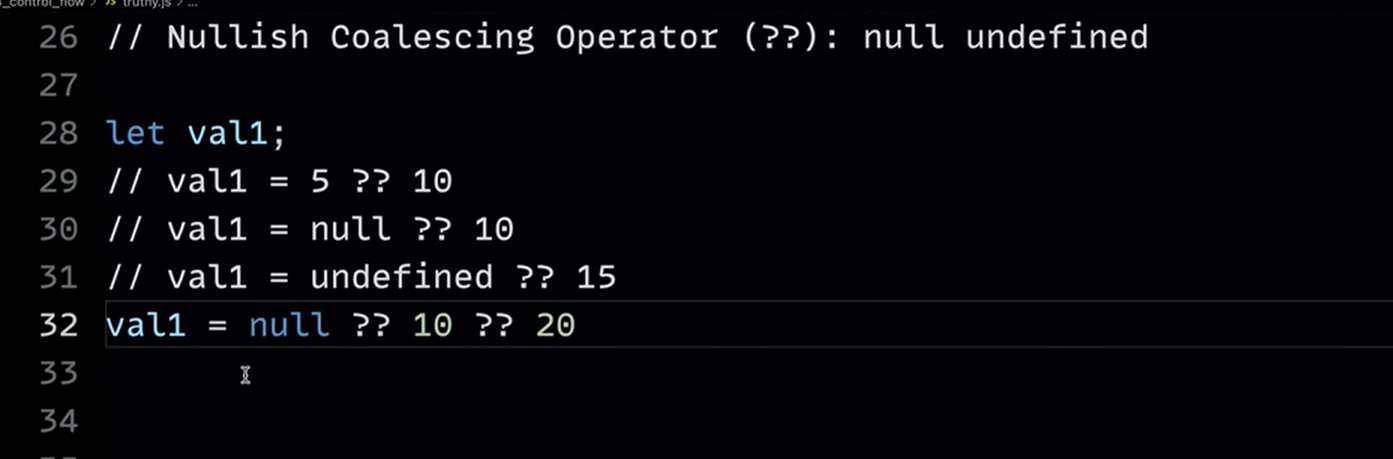 _control_flow > JS truthy.js > ...
26 // Nullish Coalescing Operator (??): null undefined
27
28 let val1;
29 // val1 = 5 ?? 10
30 // val1 = null ?? 10
31 // val1 = undefined ?? 15
32 val1 = null ?? 10 ?? 20
33
34